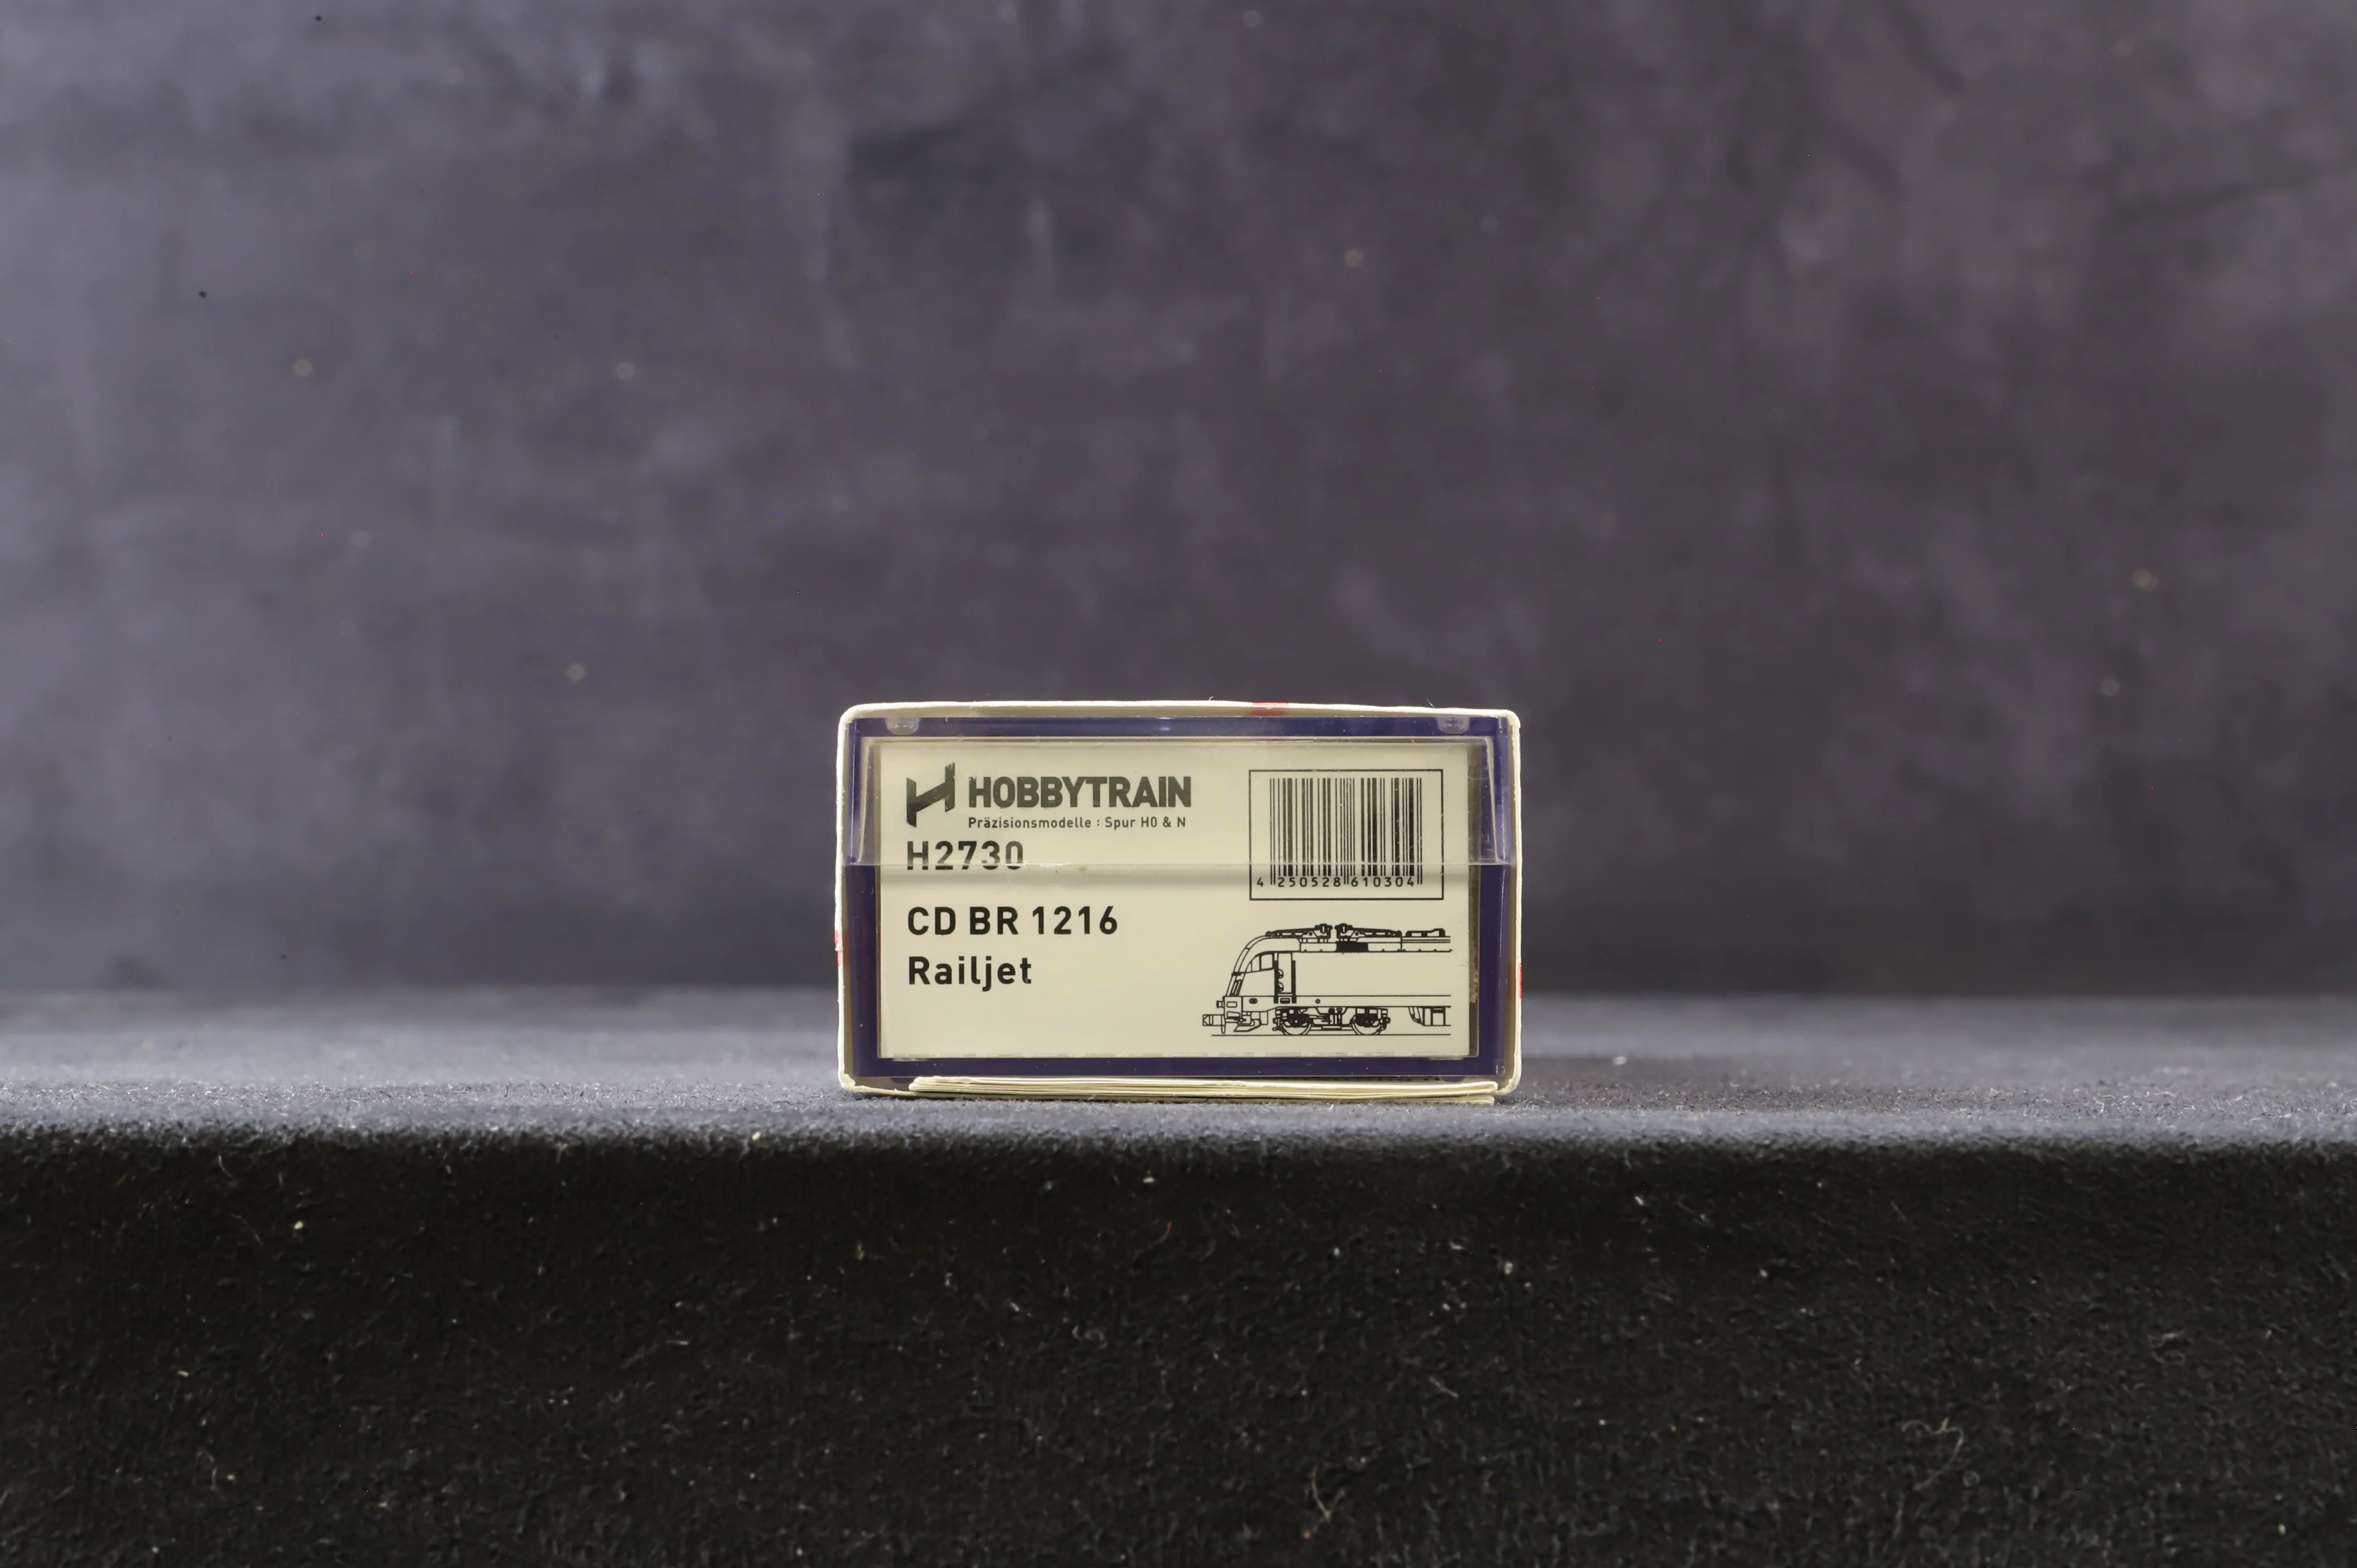 HOBBYTRAIN
Präzisionsmodelle : Spur H0 & N
H2730
4 250528 610304
CD BR 1216
Railjet